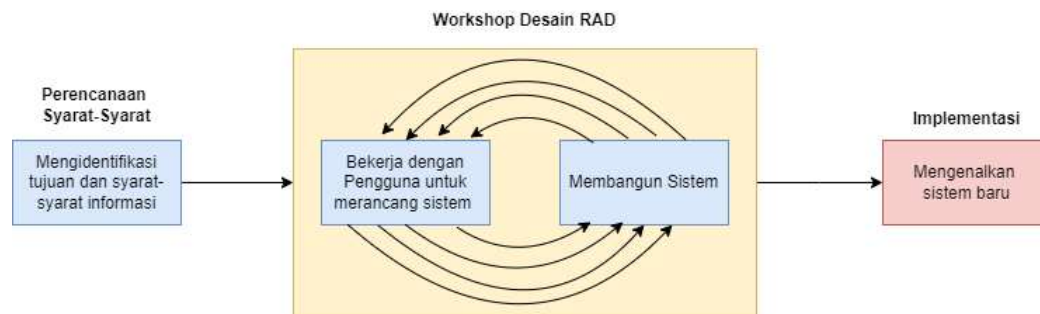 Workshop Desain RAD
Perencanaan
Syarat-Syarat
Mengidentifikasi
tujuan dan syarat-
syarat informasi
Bekerja dengan
Pengguna untuk
merancang sistem
Membangun Sistem
Implementasi
Mengenalkan
sistem baru